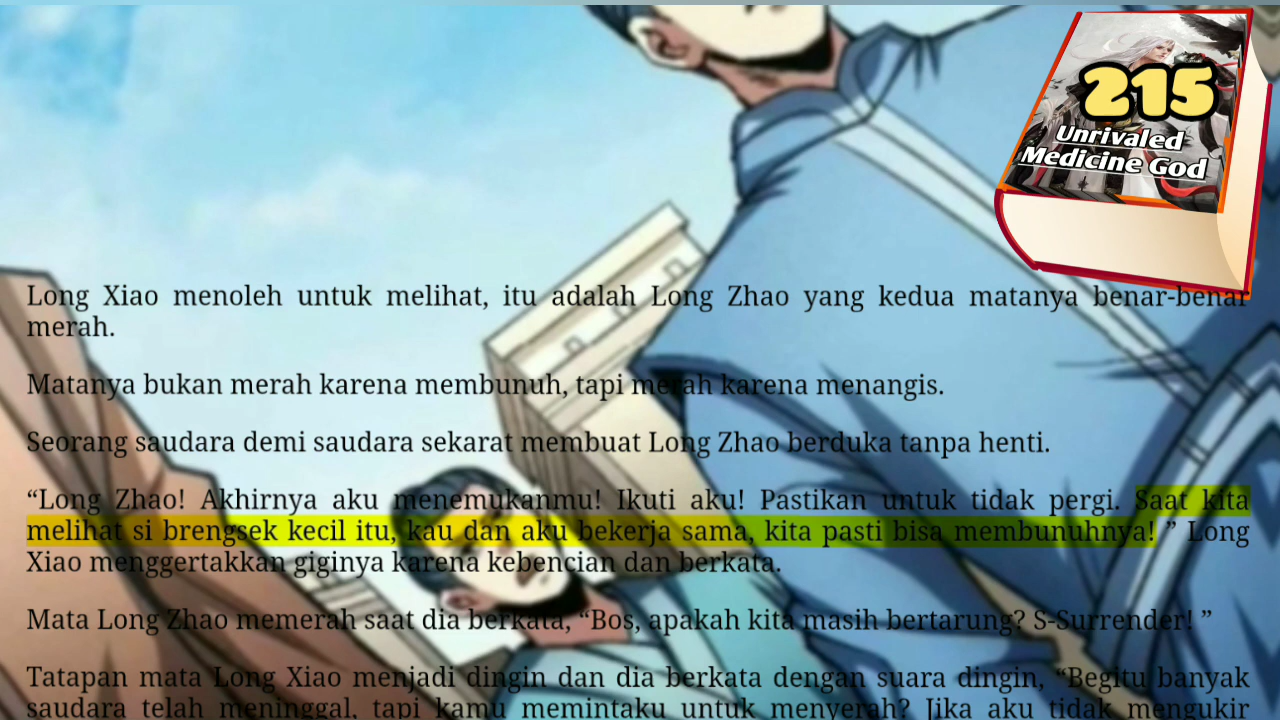 215
Unrivaled
Medicine God
Long Xiao menoleh untuk melihat, itu adalah Long Zhao yang kedua matanya benar-benar
merah.
Matanya bukan merah karena membunuh, tapi merah karena menangis.
Seorang saudara demi saudara sekarat membuat Long Zhao berduka tanpa henti.
“Long Zhao! Akhirnya aku menemukanmu! Ikuti aku! Pastikan untuk tidak pergi. Saat kita
melihat si brengsek kecil itu, kau dan aku bekerja sama, kita pasti bisa membunuhnya! ” Long
Xiao menggertakkan giginya karena kebencian dan berkata.
Mata Long Zhao memerah saat dia berkata, “Bos, apakah kita masih bertarung? S-Surrender! ”
Tatapan mata Long Xiao menjadi dingin dan dia berkata dengan suara dingin, “Begitu banyak
saudara telah meninggal, tapi kamu memintaku untuk menyerah? Jika aku tidak mengukir